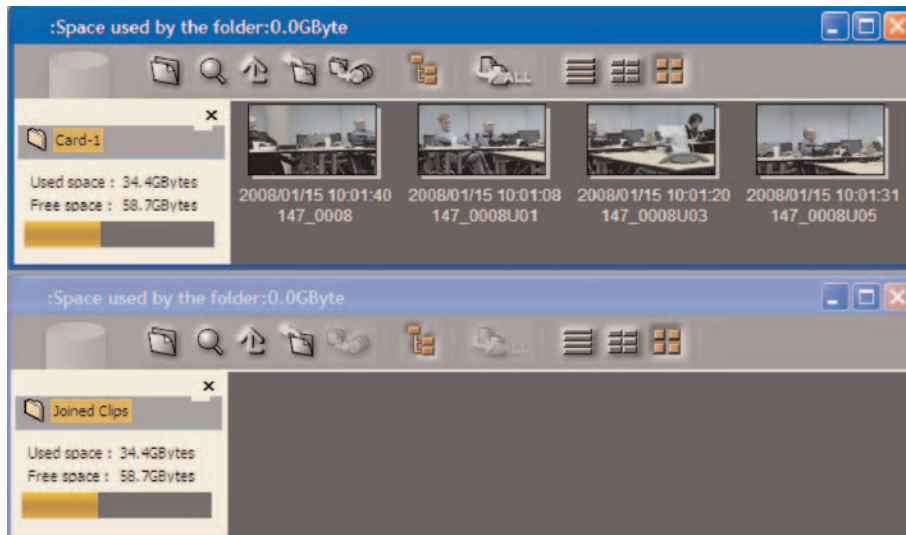 :Space used by the folder:0.0GByte
ALL
×
Card-1
Used space : 34.4GBytes
Free space : 58.7GBytes
2008/01/15 10:01:40
147_0008
2008/01/15 10:01:08
147_0008U01
2008/01/15 10:01:20
147_0008U03
2008/01/15 10:01:31
147_0008U05
:Space used by the folder:0.0GByte
ALL
×
Joined Clips
Used space : 34.4GBytes
Free space : 58.7GBytes